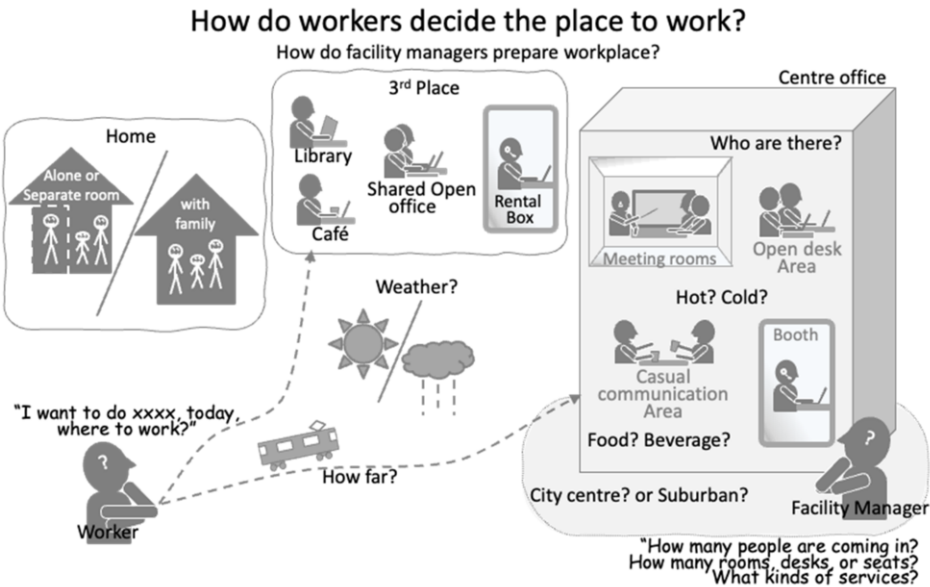 How do workers decide the place to work?
How do facility managers prepare workplace?
Home
Alone or
Separate room
with
family
3rd Place
Library
Café
Shared Open
office
Rental
Box
Centre office
Who are there?
Meeting rooms
Open desk
Area
Hot? Cold?
Casual
communication
Area
Booth
Food? Beverage?
City centre? or Suburban?
Weather?
"I want to do xxxx, today,
where to work?"
?
Worker
How far?
?
Facility Manager
"How many people are coming in?
How many rooms, desks, or seats?
What kinds of services?